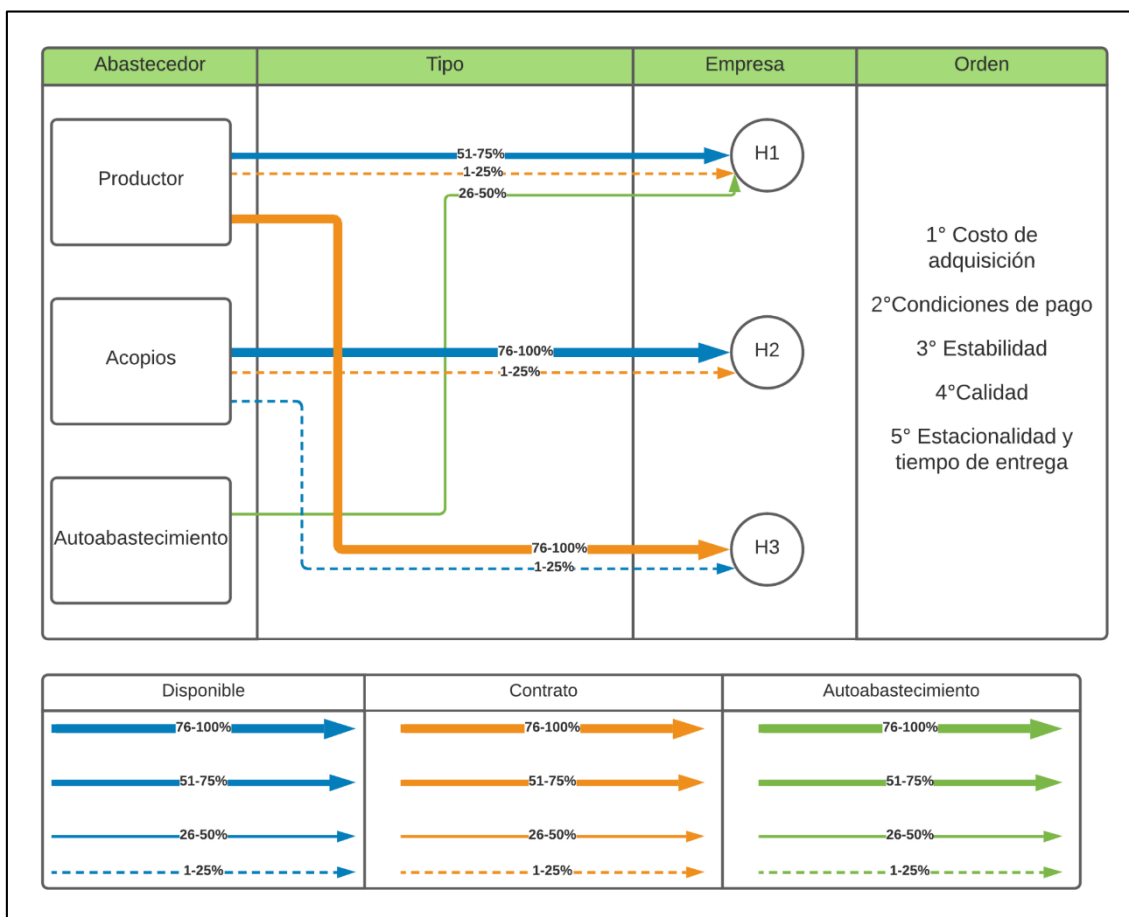 Abastecedor
Tipo
Empresa
Orden
Productor
51-75%
1-25%
26-50%
H1
Acopios
76-100%
1-25%
H2
Autoabastecimiento
76-100%
1-25%
H3
1° Costo de
adquisición
2°Condiciones de pago
3° Estabilidad
4°Calidad
5° Estacionalidad y
tiempo de entrega
Disponible
Contrato
Autoabastecimiento
76-100%
76-100%
76-100%
51-75%
51-75%
51-75%
26-50%
26-50%
26-50%
1-25%
1-25%
1-25%